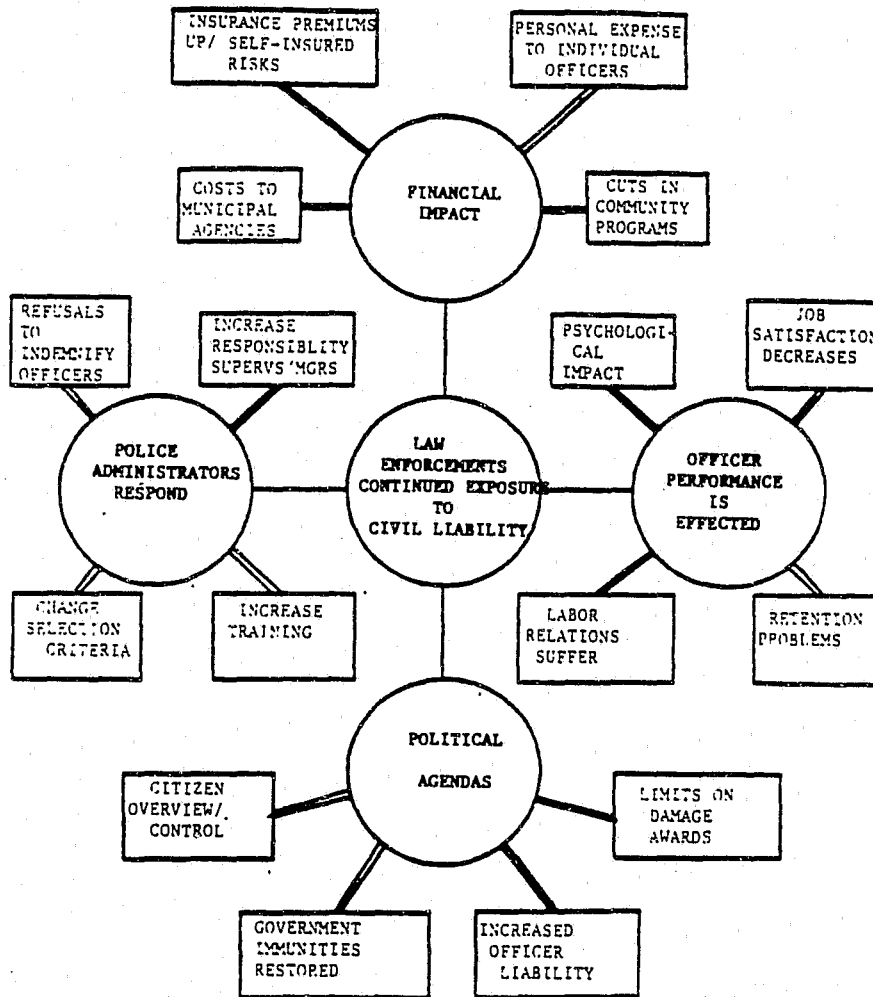 INSURANCE PREMIUMS
UP/ SELF-INSURED
RISKS
PERSONAL EXPENSE
TO INDIVIDUAL
OFFICERS
FINANCIAL
IMPACT
COSTS TO
MUNICIPAL
AGENCIES
CUTS IN
COMMUNITY
PROGRAMS
REFUSALS
TO
INDEMNIFY
OFFICERS
INCREASE
RESPONSIBLITY
SUPERVS'MGRS
PSYCHOLOGI-
CAL
IMPACT
JOB
SATISFACTION
DECREASES
POLICE
ADMINISTRATORS
RESPOND
LAW
ENFORCEMENTS
CONTINUED EXPOSURE
TO
CIVIL LIABILITY
OFFICER
PERFORMANCE
IS
EFFECTED
CHANGE
SELECTION
CRITERIA
INCREASE
TRAINING
LABOR
RELATIONS
SUFFER
RETENTION
PROBLEMS
POLITICAL
AGENDAS
CITIZEN
OVERVIEW/
CONTROL
LIMITS ON
DAMAGE
AWARDS
GOVERNMENT
IMMUNITIES
RESTORED
INCREASED
OFFICER
LIABILITY